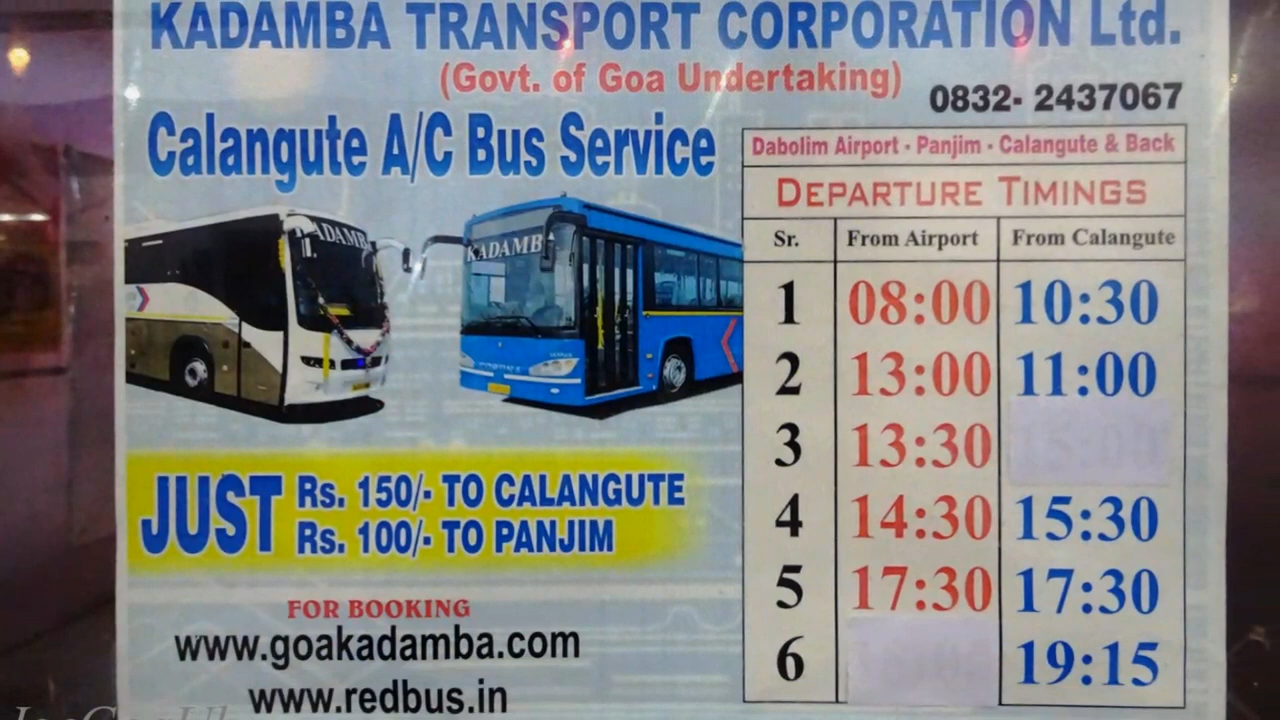 KADAMBA TRANSPORT CORPORATION Ltd.
(Govt. of Goa Undertaking)
0832- 2437067
Calangute A/C Bus Service
KADAMB
KADAMB
JUST Rs. 150/- TO CALANGUTE
Rs. 100/- TO PANJIM
FOR BOOKING
www.goakadamba.com
www.redbus.in
Dabolim Airport - Panjim - Calangute & Back
DEPARTURE TIMINGS
Sr. From Airport From Calangute
1 08:00 10:30
2 13:00 11:00
3 13:30
4 14:30 15:30
5 17:30 17:30
6 19:15